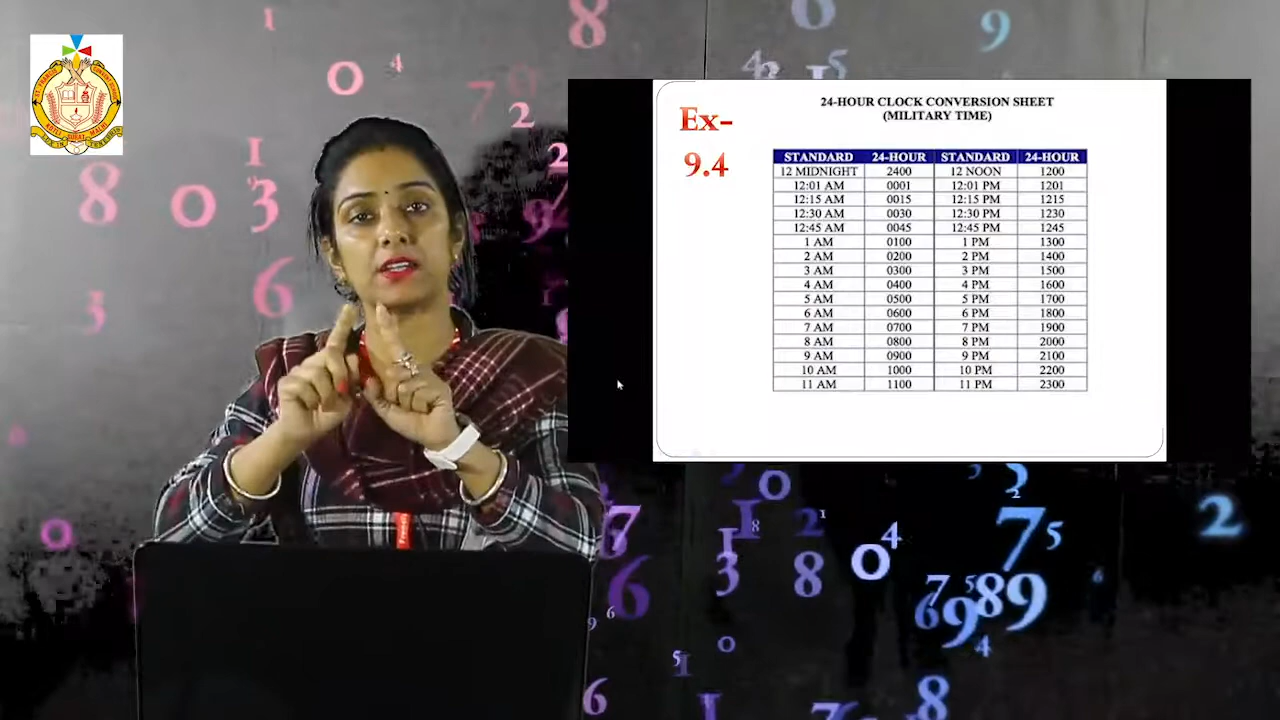 Ex-
9.4
24-HOUR CLOCK CONVERSION SHEET
(MILITARY TIME)
STANDARD 24-HOUR STANDARD 24-HOUR
12 MIDNIGHT 2400 12 NOON 1200
12:01 AM 0001 12:01 PM 1201
12:15 AM 0015 12:15 PM 1215
12:30 AM 0030 12:30 PM 1230
12:45 AM 0045 12:45 PM 1245
1 AM 0100 1 PM 1300
2 AM 0200 2 PM 1400
3 AM 0300 3 PM 1500
4 AM 0400 4 PM 1600
5 AM 0500 5 PM 1700
6 AM 0600 6 PM 1800
7 AM 0700 7 PM 1900
8 AM 0800 8 PM 2000
9 AM 0900 9 PM 2100
10 AM 1000 10 PM 2200
11 AM 1100 11 PM 2300